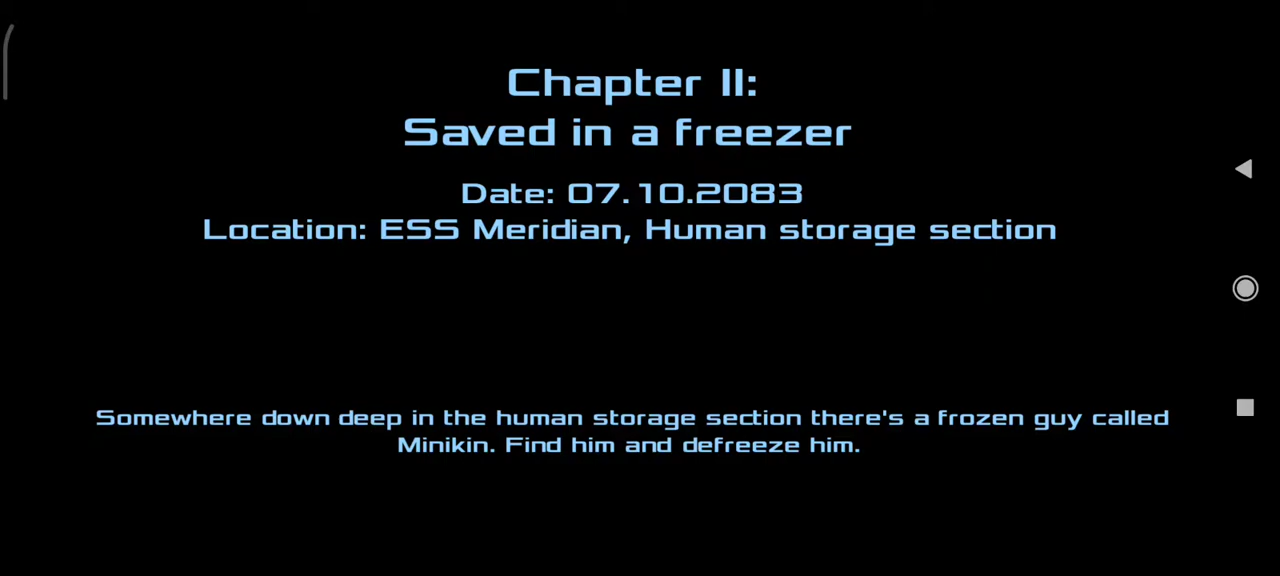 Chapter II:
Saved in a freezer
Date: 07.10.2083
Location: ESS Meridian, Human storage section
Somewhere down deep in the human storage section there's a frozen guy called
Minikin. Find him and defreeze him.